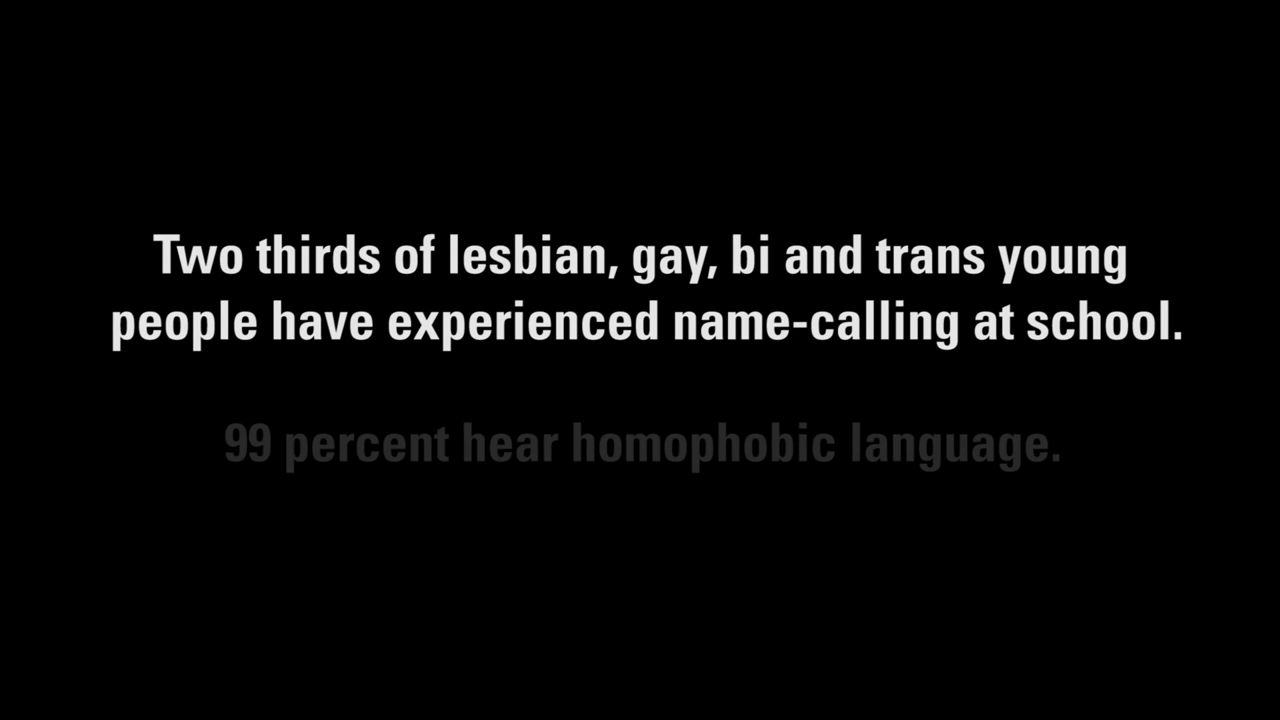 Two thirds of lesbian, gay, bi and trans young
people have experienced name-calling at school.
99 percent hear homophobic language.